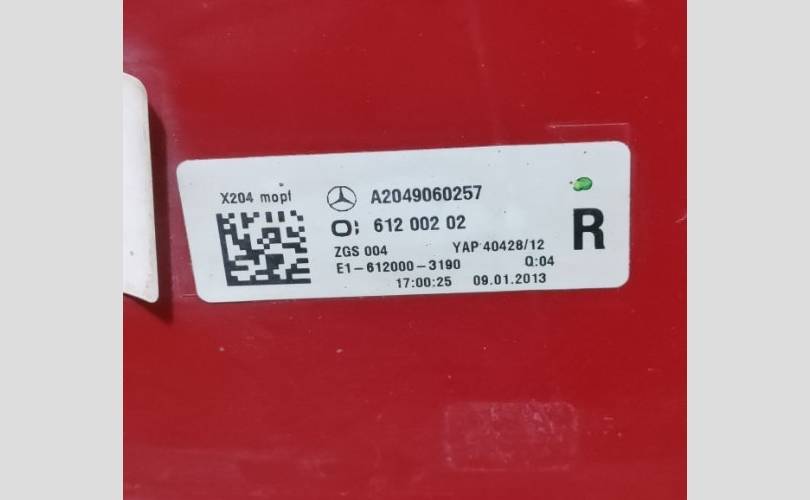 X204 mopf A2049060257
612 002 02 R
ZGS 004 YAP 40428/12
E1-612000-3190 Q:04
17:00:25 09.01.2013